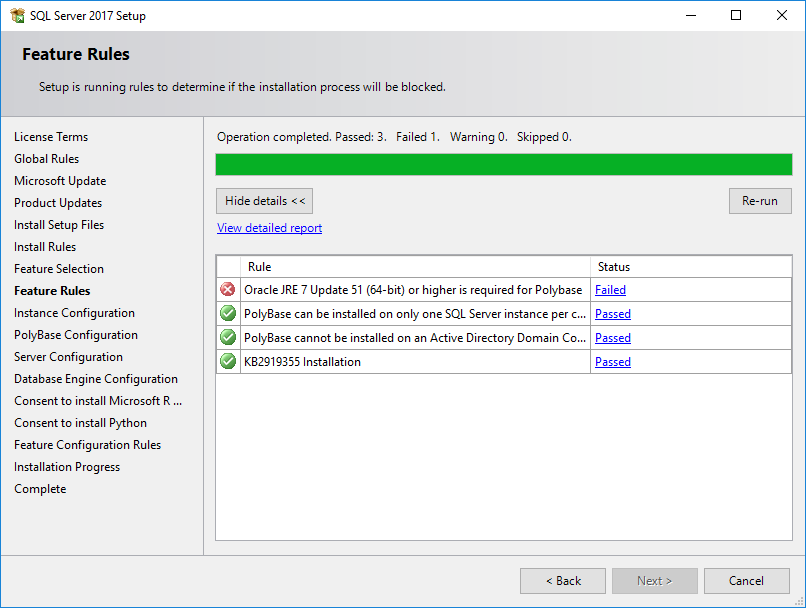 SQL Server 2017 Setup
Feature Rules
Setup is running rules to determine if the installation process will be blocked.
License Terms
Global Rules
Microsoft Update
Product Updates
Install Setup Files
Install Rules
Feature Selection
Feature Rules
Instance Configuration
PolyBase Configuration
Server Configuration
Database Engine Configuration
Consent to install Microsoft R ...
Consent to install Python
Feature Configuration Rules
Installation Progress
Complete
Operation completed. Passed: 3.   Failed 1.   Warning 0.   Skipped 0.
Hide details <<
Re-run
View detailed report
Rule Status
Oracle JRE 7 Update 51 (64-bit) or higher is required for Polybase Failed
PolyBase can be installed on only one SQL Server instance per c... Passed
PolyBase cannot be installed on an Active Directory Domain Co... Passed
KB2919355 Installation Passed
< Back Next > Cancel